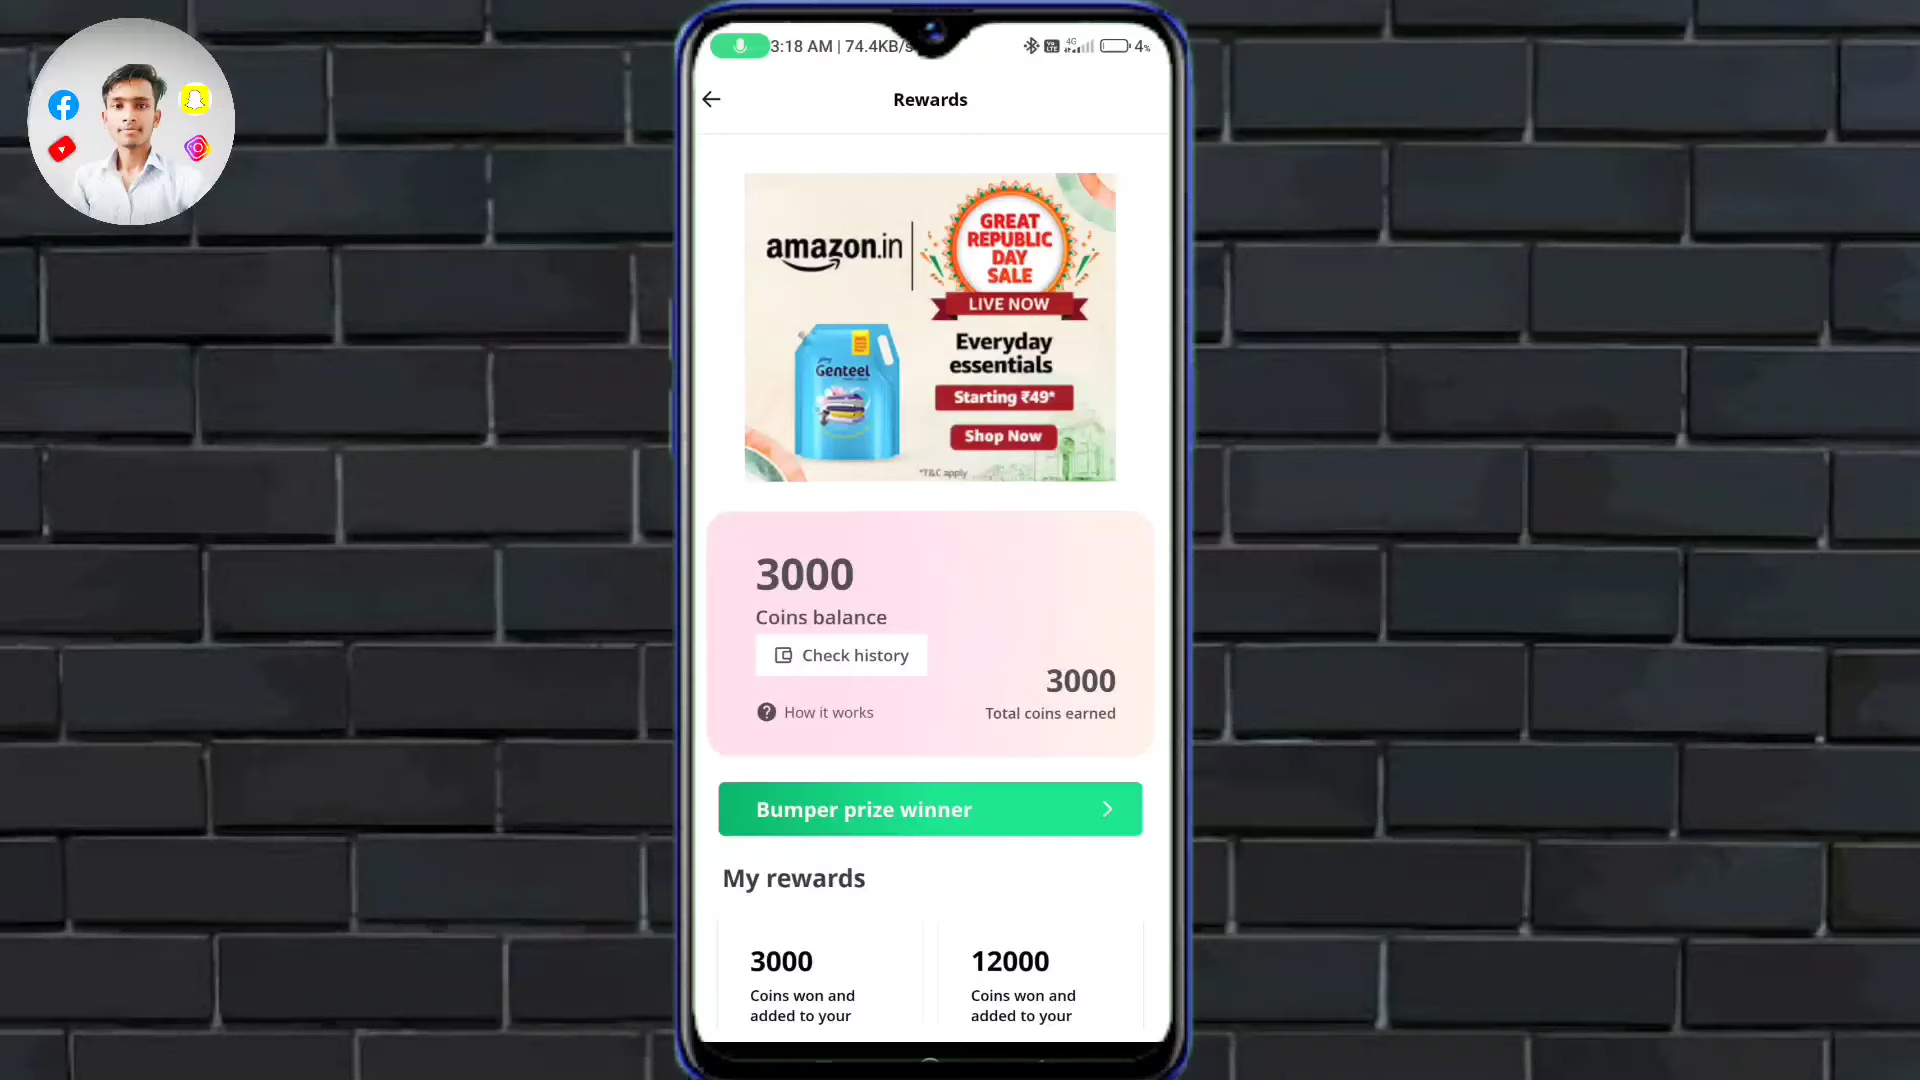 3:18 AM | 74.4KB/s
4G
4%
Rewards
amazon.in
GREAT
REPUBLIC
DAY
SALE
LIVE NOW
Everyday
essentials
Starting ₹49*
Shop Now
*T&C apply
Genteel
3000
Coins balance
Check history
How it works
3000
Total coins earned
Bumper prize winner
My rewards
3000
Coins won and
added to your
12000
Coins won and
added to your